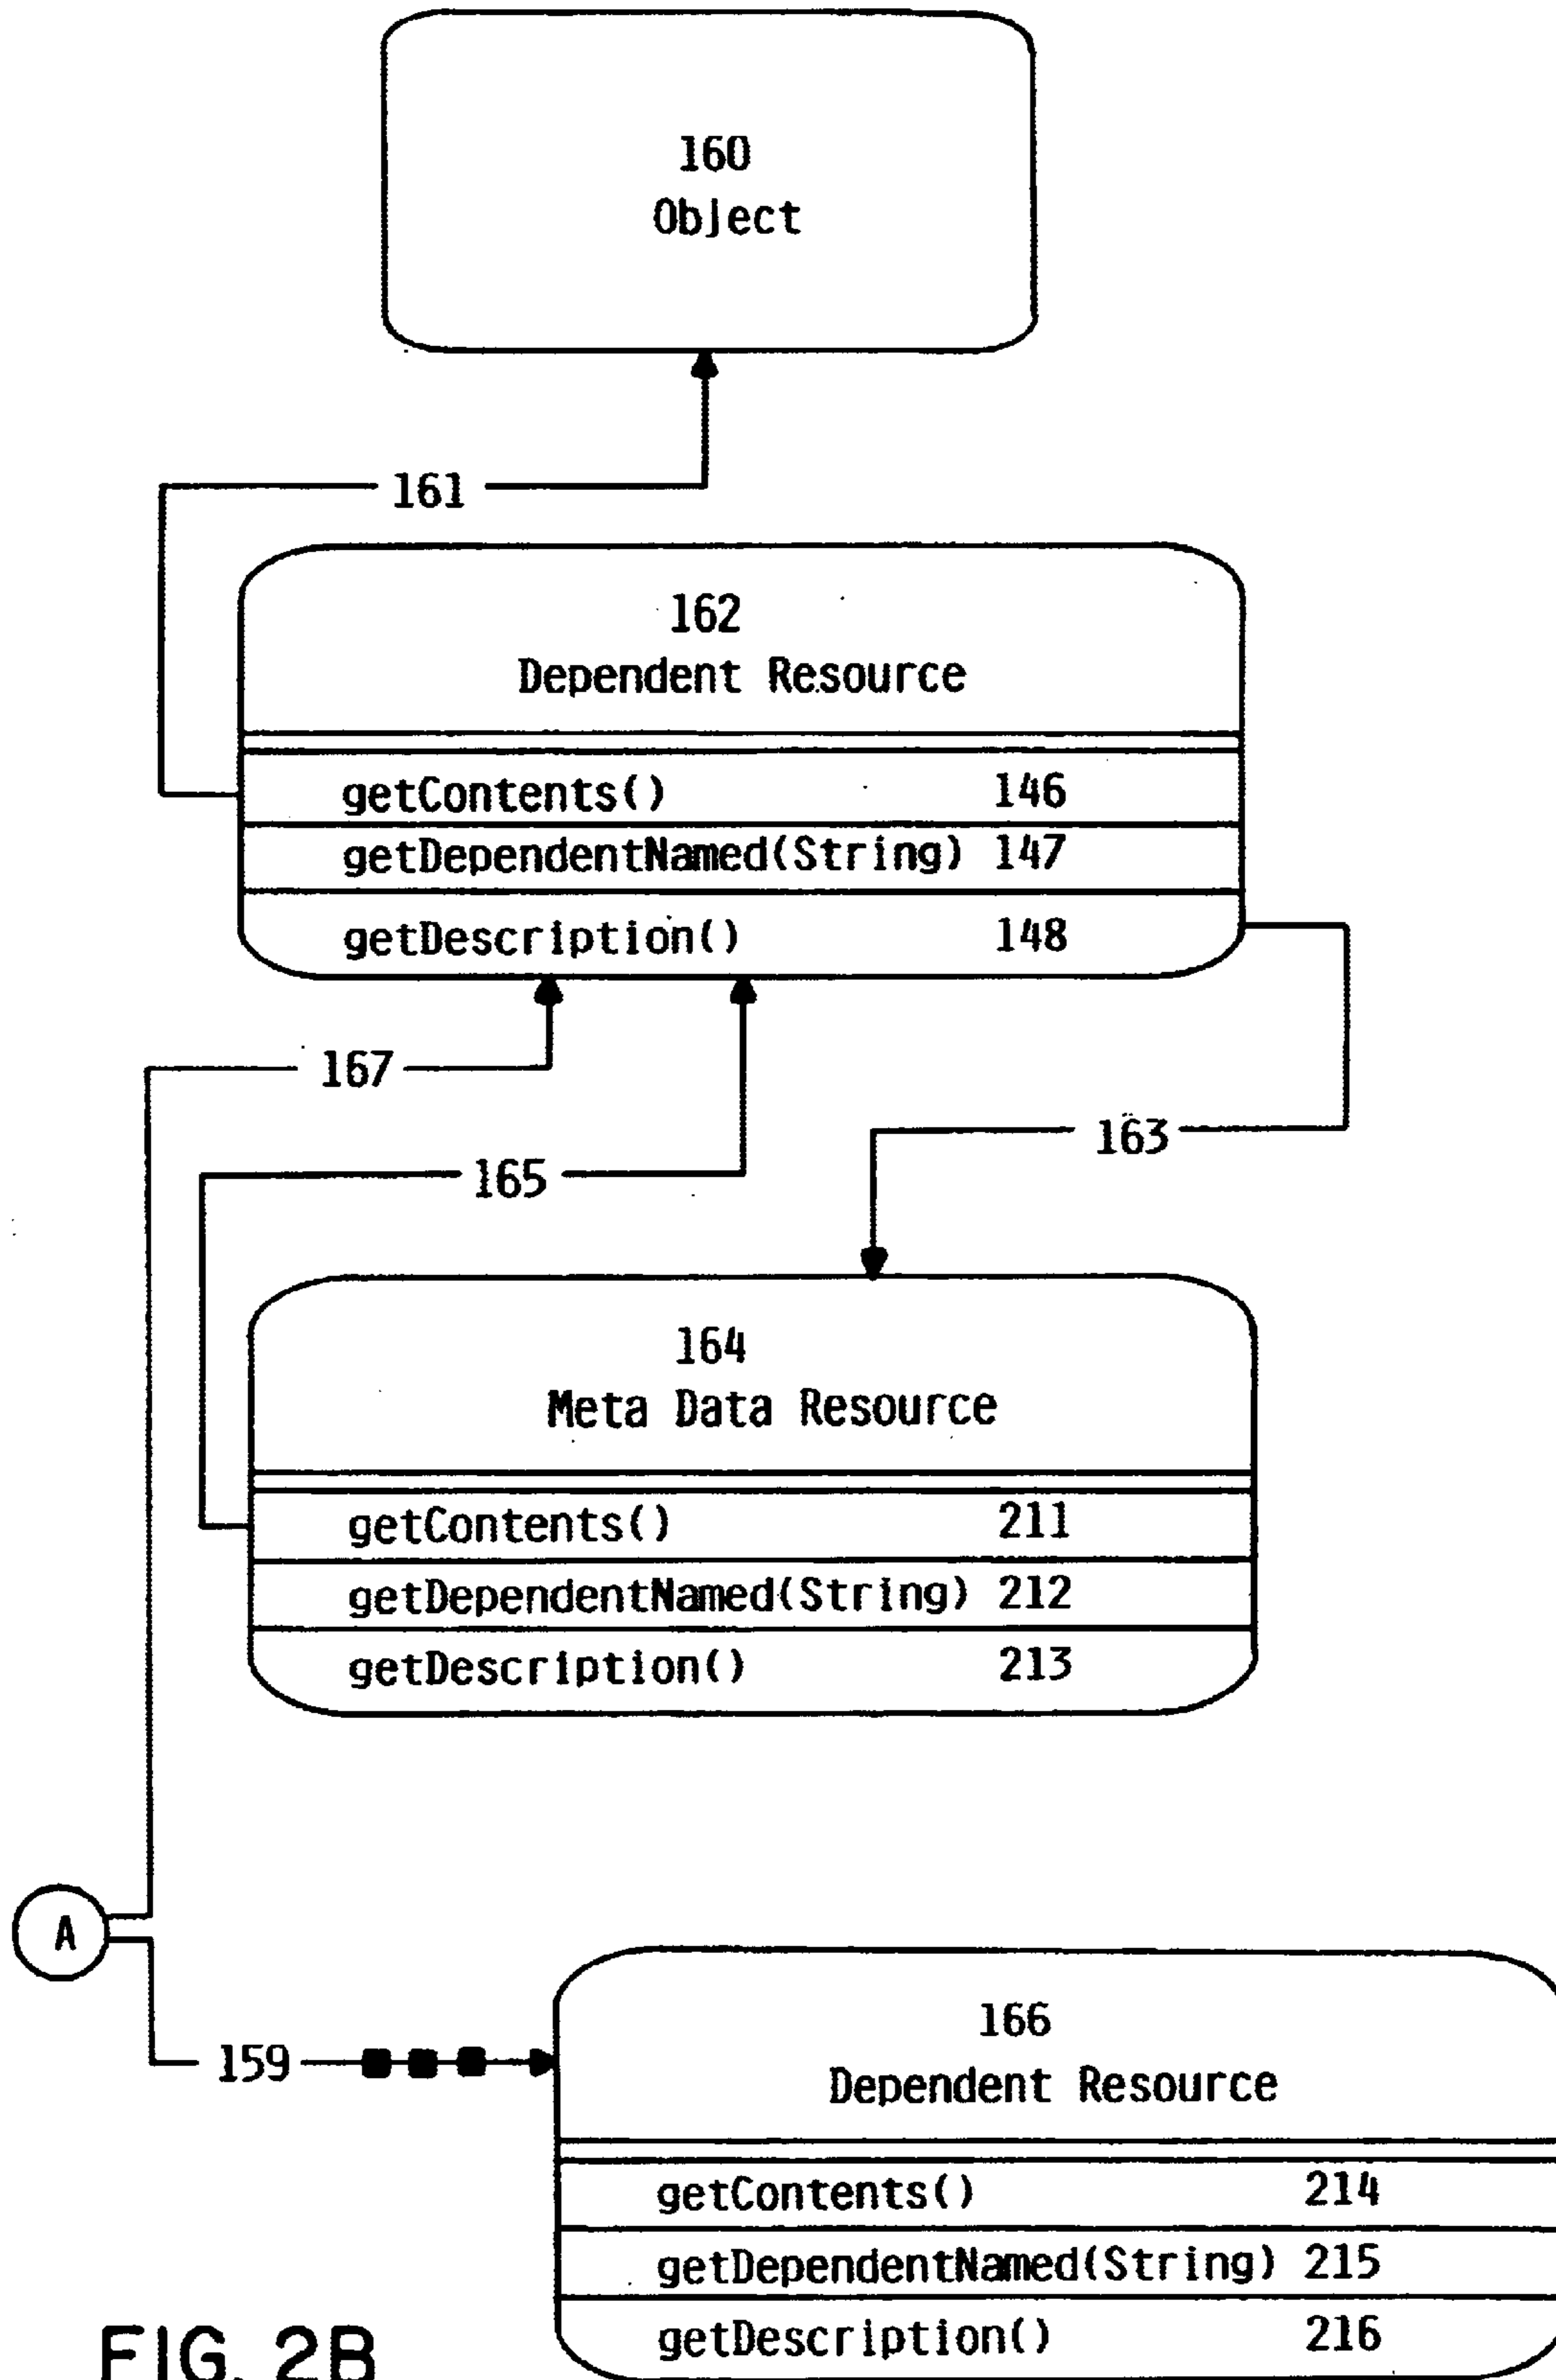 160
Object
161
162
Dependent Resource
getContents() 146
getDependentNamed(String) 147
getDescription() 148
167
163
165
164
Meta Data Resource
getContents() 211
getDependentNamed(String) 212
getDescription() 213
A
166
159
Dependent Resource
getContents() 214
getDependentNamed(String) 215
getDescription() 216
FIG. 2B